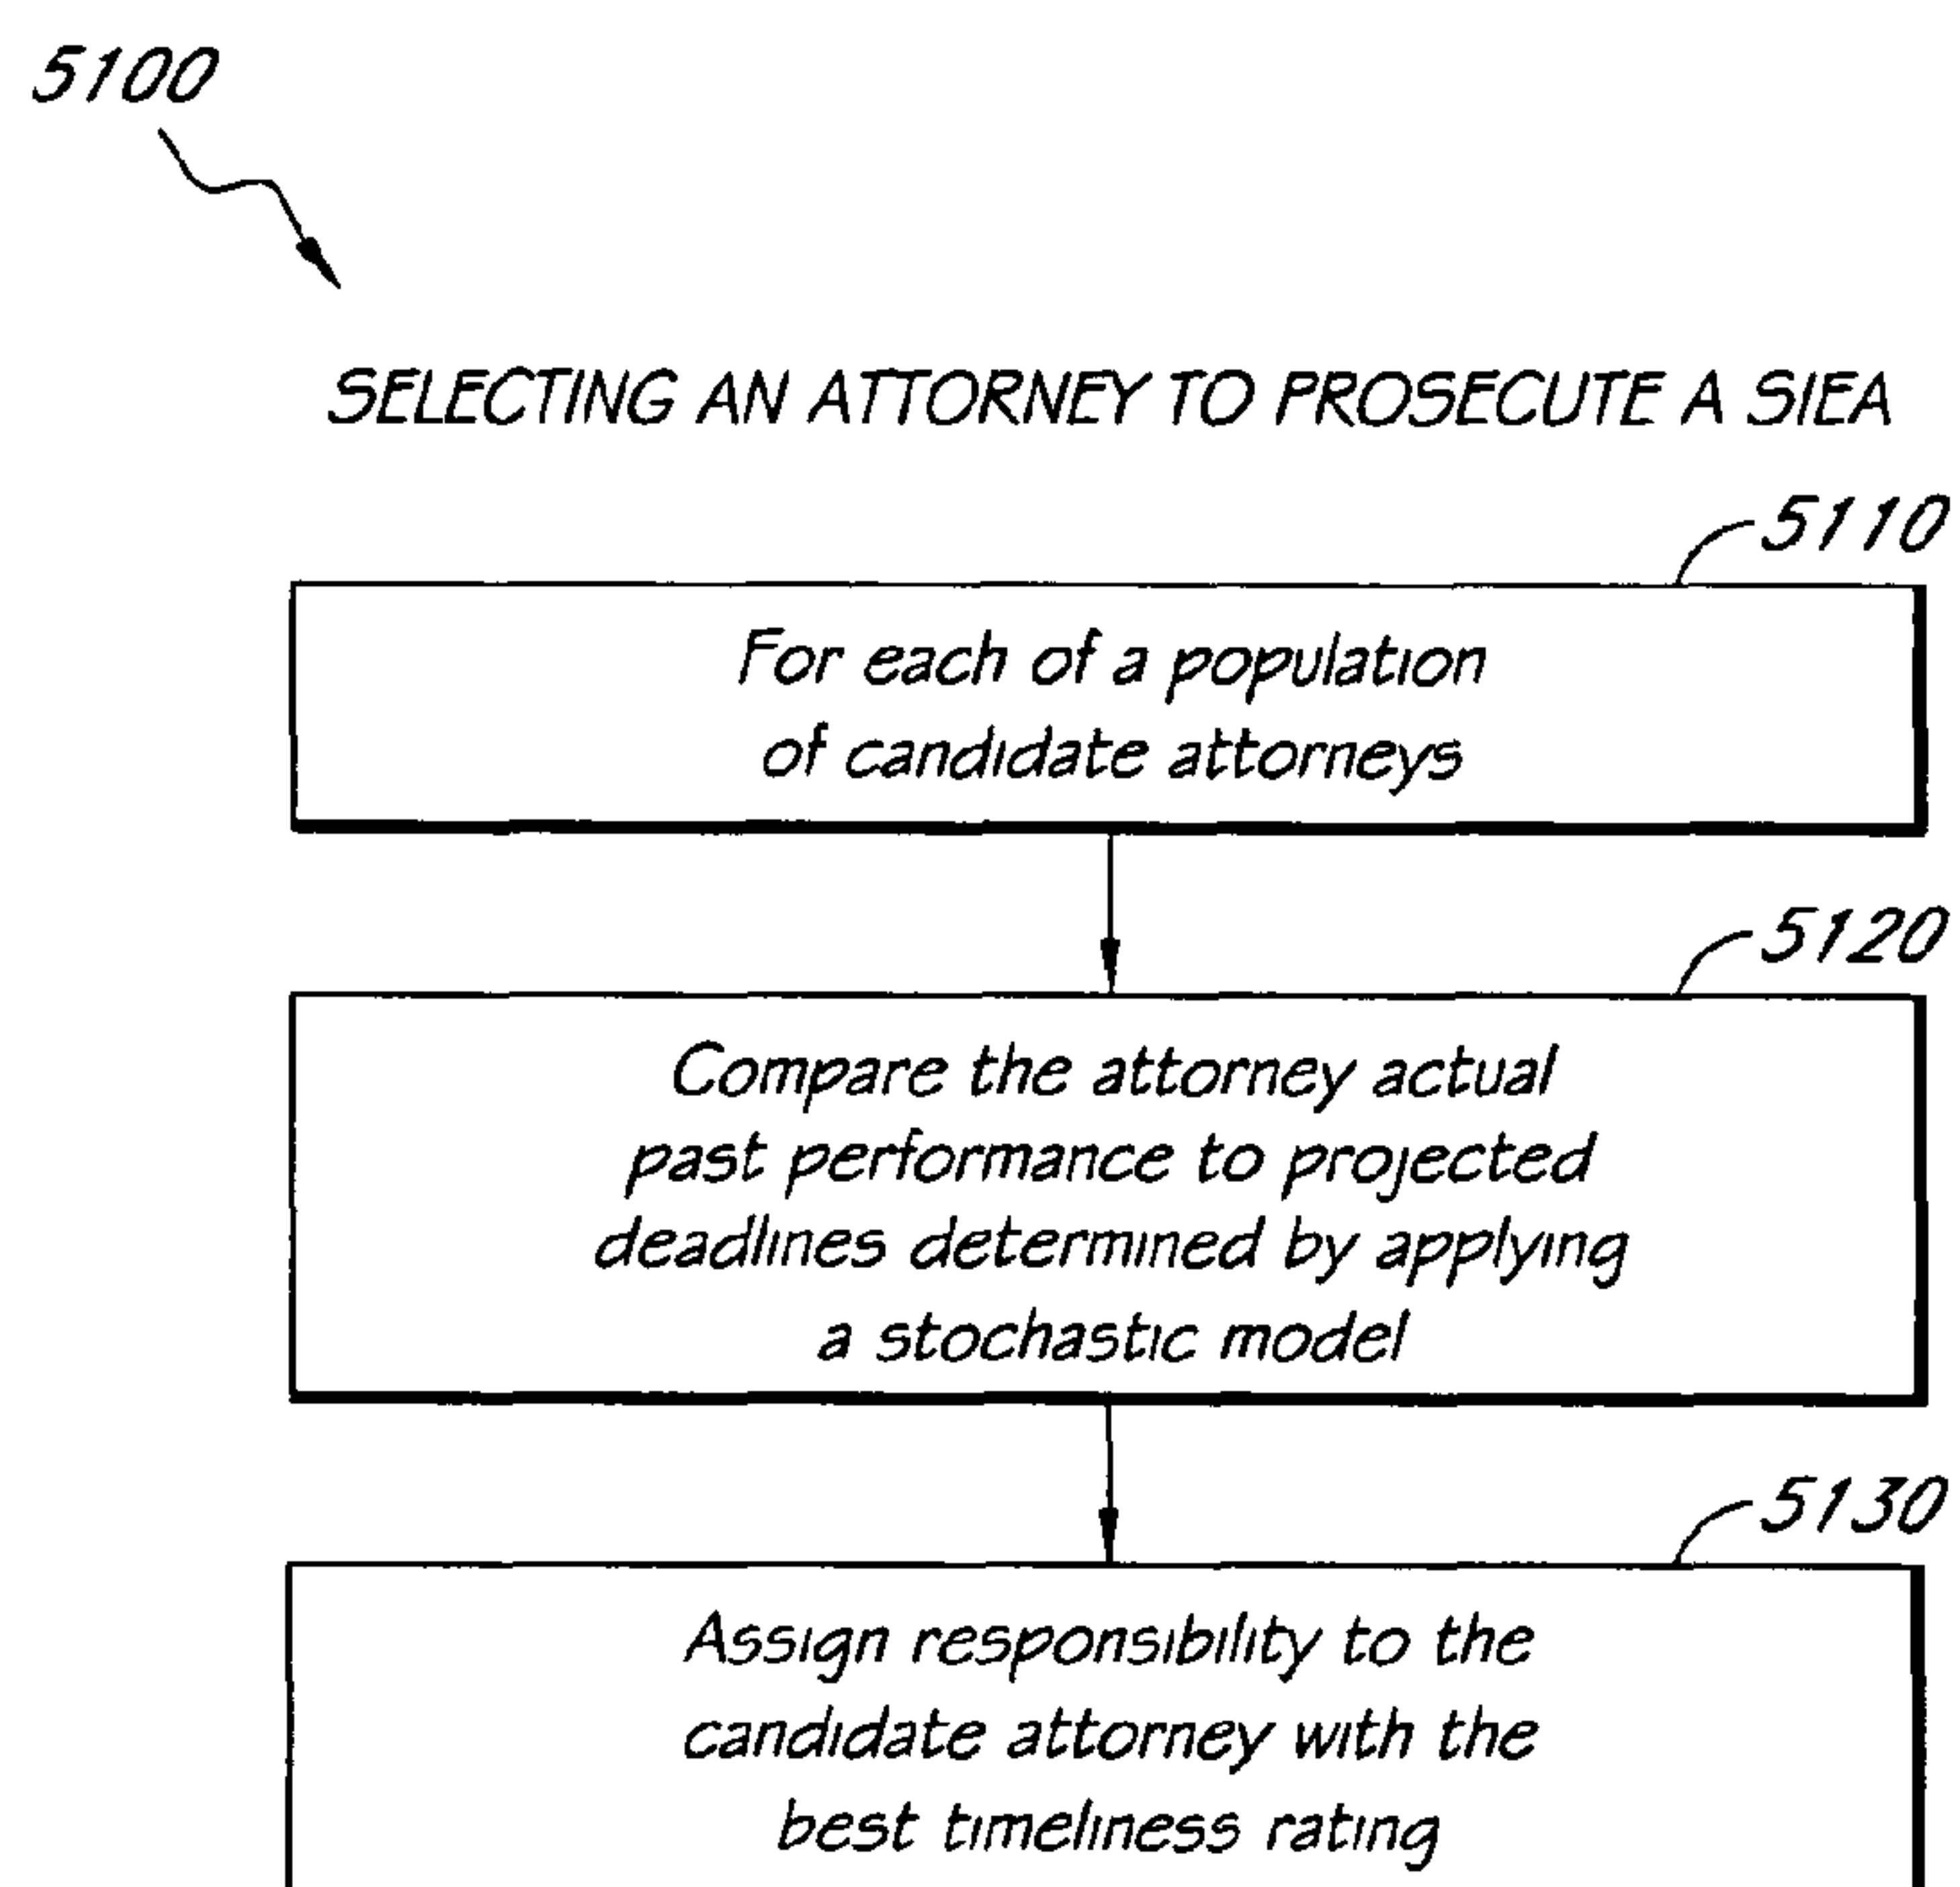 5100
SELECTING AN ATTORNEY TO PROSECUTE A SIEA
5110
For each of a population
of candidate attorneys
5120
Compare the attorney actual
past performance to projected
deadlines determined by applying
a stochastic model
5130
Assign responsibility to the
candidate attorney with the
best timeliness rating